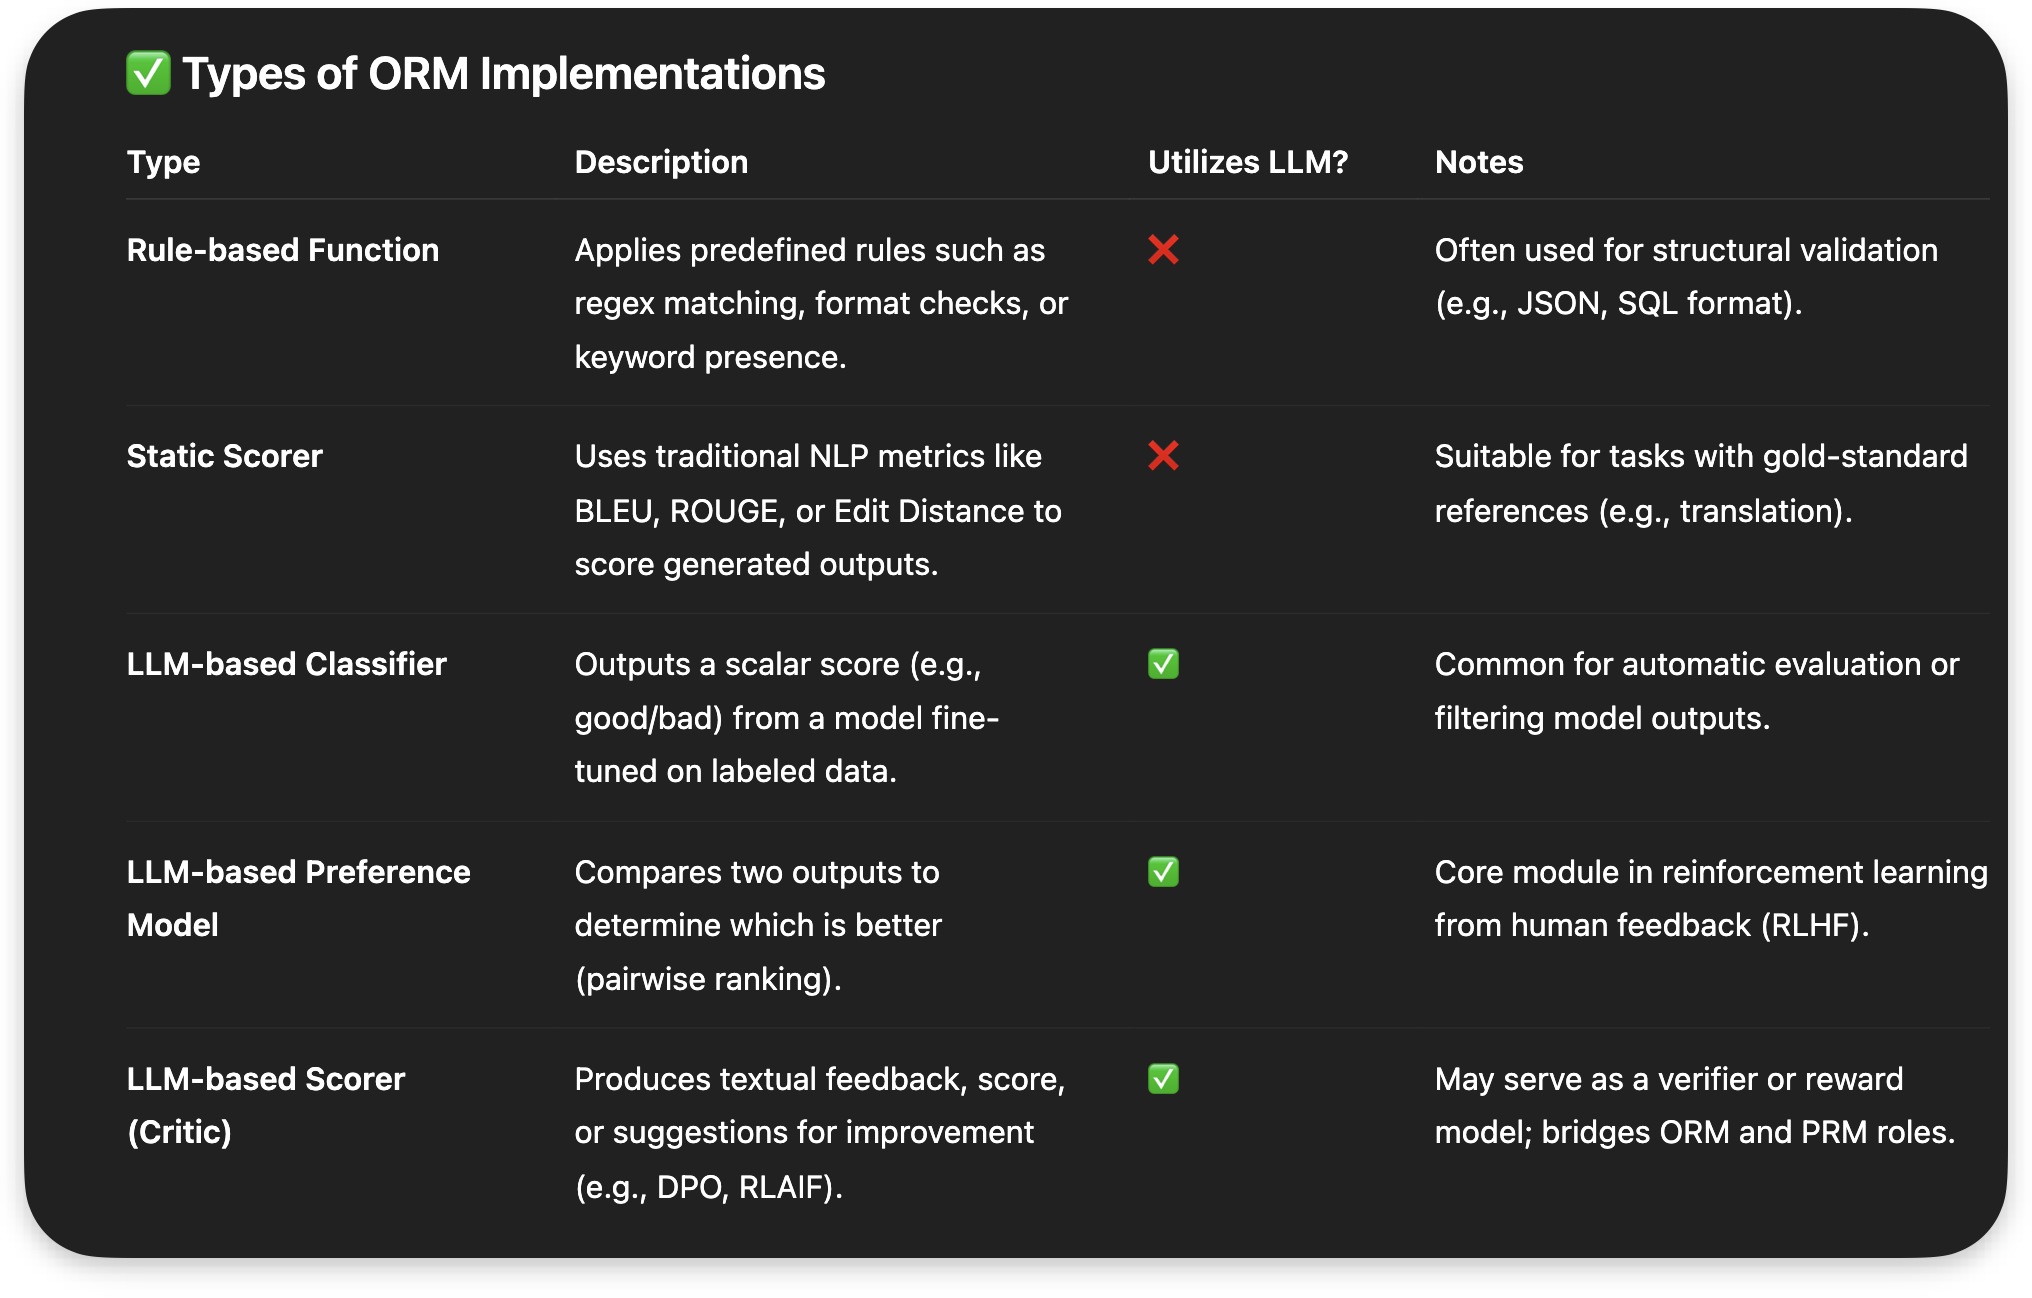 ✅ Types of ORM Implementations
Type Description Utilizes LLM? Notes
Rule-based Function Applies predefined rules such as ❌ Often used for structural validation
regex matching, format checks, or (e.g., JSON, SQL format).
keyword presence.
Static Scorer Uses traditional NLP metrics like ❌ Suitable for tasks with gold-standard
BLEU, ROUGE, or Edit Distance to references (e.g., translation).
score generated outputs.
LLM-based Classifier Outputs a scalar score (e.g., ✅ Common for automatic evaluation or
good/bad) from a model fine- filtering model outputs.
tuned on labeled data.
LLM-based Preference Compares two outputs to ✅ Core module in reinforcement learning
Model determine which is better from human feedback (RLHF).
(pairwise ranking).
LLM-based Scorer Produces textual feedback, score, ✅ May serve as a verifier or reward
(Critic) or suggestions for improvement model; bridges ORM and PRM roles.
(e.g., DPO, RLAIF).